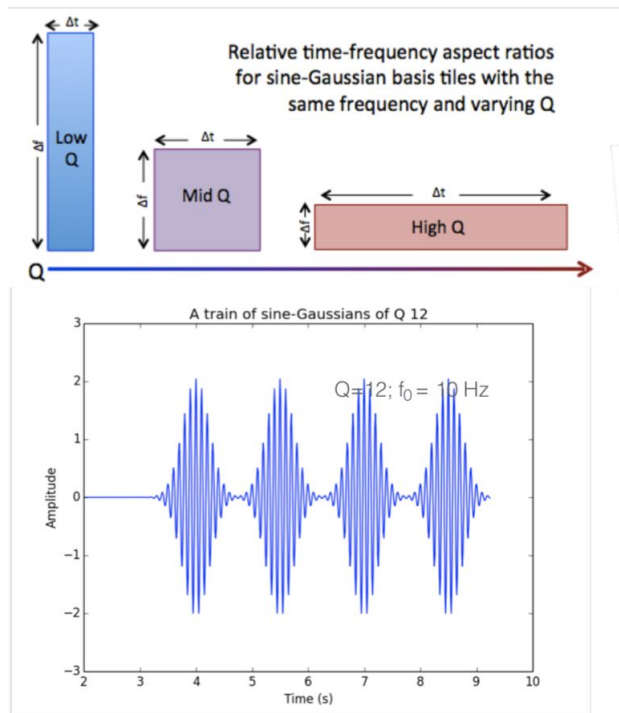 Δt
Relative time-frequency aspect ratios
for sine-Gaussian basis tiles with the
same frequency and varying Q
Δf
Low
Q
Δt
Δf
Mid Q
Δt
Δf
High Q
Q
A train of sine-Gaussians of Q 12
Q=12; f₀ = 10 Hz
3
2
1
0
−1
−2
−3
Amplitude
2 3 4 5 6 7 8 9 10
Time (s)